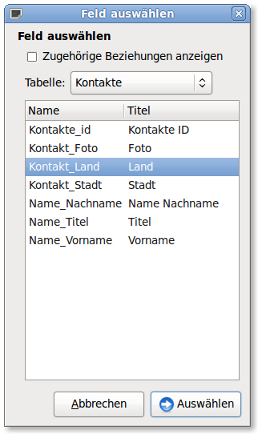 Feld auswählen
Feld auswählen
Zugehörige Beziehungen anzeigen
Tabelle: Kontakte
Name Titel
Kontakte_id Kontakte ID
Kontakt_Foto Foto
Kontakt_Land Land
Kontakt_Stadt Stadt
Name_Nachname Name Nachname
Name_Titel Titel
Name_Vorname Vorname
Abbrechen Auswählen